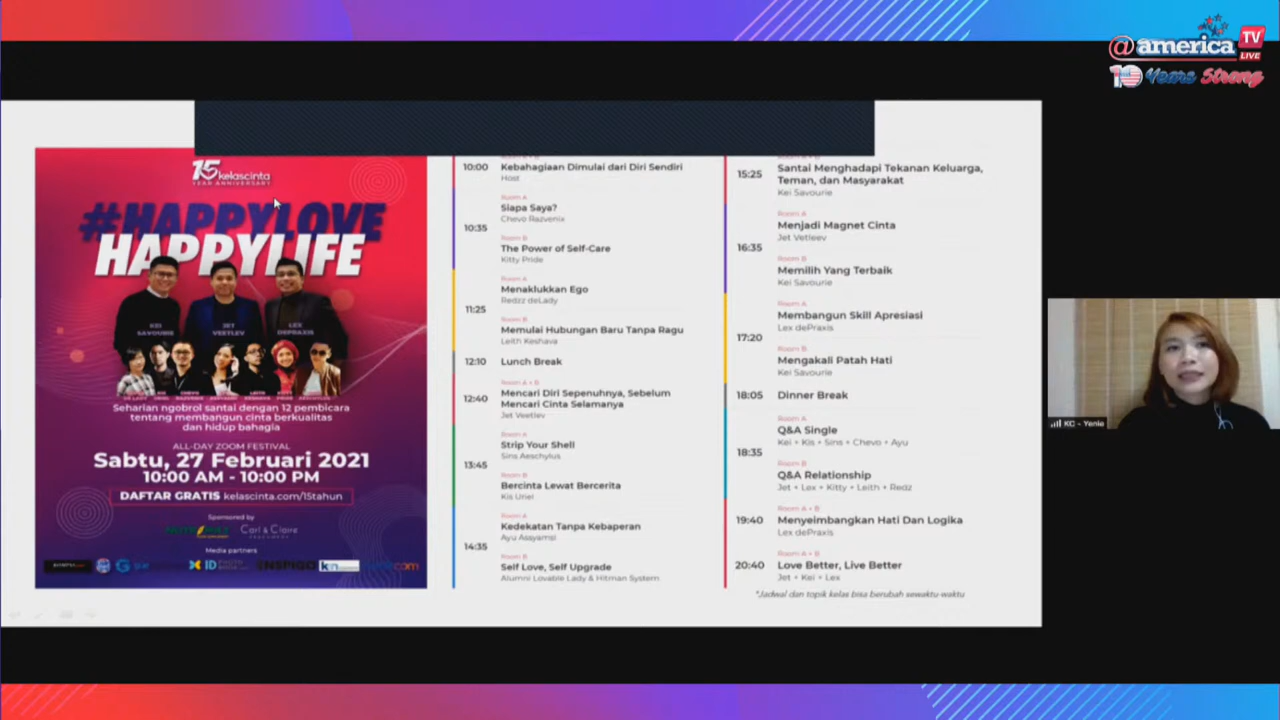 @america
TV
LIVE
10 Years Strong
15 kelascinta
YEAR ANNIVERSARY
#HAPPYLOVE
HAPPYLIFE
KEI
SAVOURIE
JET
VEETLEV
LEX
DEPRAXIS
Seharian ngobrol santai dengan 12 pembicara
tentang membangun cinta berkualitas
dan hidup bahagia
ALL-DAY ZOOM FESTIVAL
Sabtu, 27 Februari 2021
10:00 AM - 10:00 PM
DAFTAR GRATIS kelascinta.com/15tahun
Sponsored by
Carl & Claire
Media partners
10:00
Kebahagiaan Dimulai dari Diri Sendiri
Host
10:35
Room A
Siapa Saya?
Chevo Razvenix
Room B
The Power of Self-Care
Kitty Pride
11:25
Room A
Menaklukkan Ego
Redzz deLady
Room B
Memulai Hubungan Baru Tanpa Ragu
Leith Keshava
12:10
Lunch Break
12:40
Room A + B
Mencari Diri Sepenuhnya, Sebelum
Mencari Cinta Selamanya
Jet Veetlev
13:45
Room A
Strip Your Shell
Sins Aeschylus
Room B
Bercinta Lewat Bercerita
Kis Uriel
14:35
Room A
Kedekatan Tanpa Kebaperan
Ayu Assyamsi
Room B
Self Love, Self Upgrade
Alumni Lovable Lady & Hitman System
15:25
Santai Menghadapi Tekanan Keluarga,
Teman, dan Masyarakat
Kei Savourie
16:35
Room A
Menjadi Magnet Cinta
Jet Vetleev
Room B
Memilih Yang Terbaik
Kei Savourie
17:20
Room A
Membangun Skill Apresiasi
Lex dePraxis
Room B
Mengakali Patah Hati
Kei Savourie
18:05
Dinner Break
18:35
Room A
Q&A Single
Kei + Kis + Sins + Chevo + Ayu
Room B
Q&A Relationship
Jet + Lex + Kitty + Leith + Redz
19:40
Room A + B
Menyeimbangkan Hati Dan Logika
Lex dePraxis
20:40
Room A + B
Love Better, Live Better
Jet + Kei + Lex
*Jadwal dan topik kelas bisa berubah sewaktu waktu
KC - Yenie